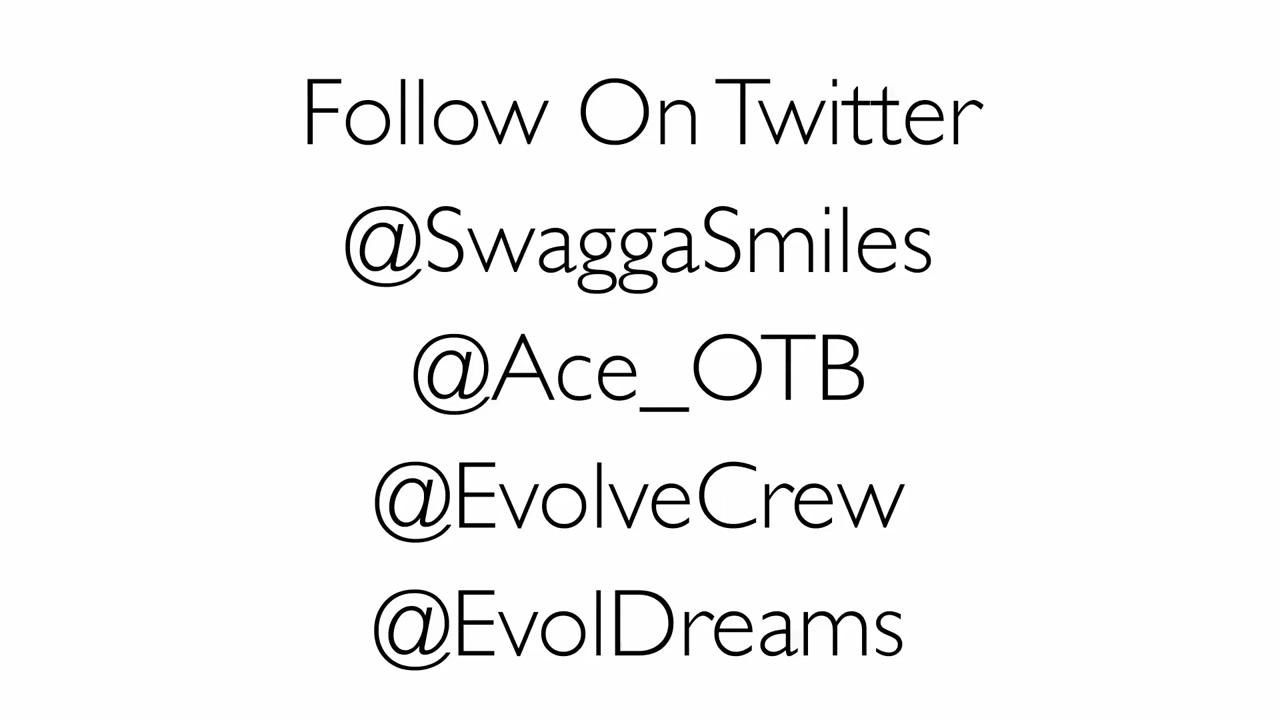 Follow On Twitter
@SwaggaSmiles
@Ace_OTB
@EvolveCrew
@EvolDreams